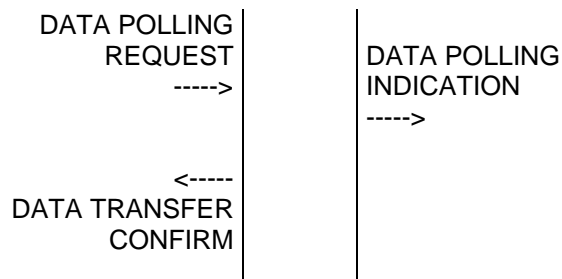 DATA POLLING
REQUEST
----->
DATA POLLING
INDICATION
----->
<-----
DATA TRANSFER
CONFIRM